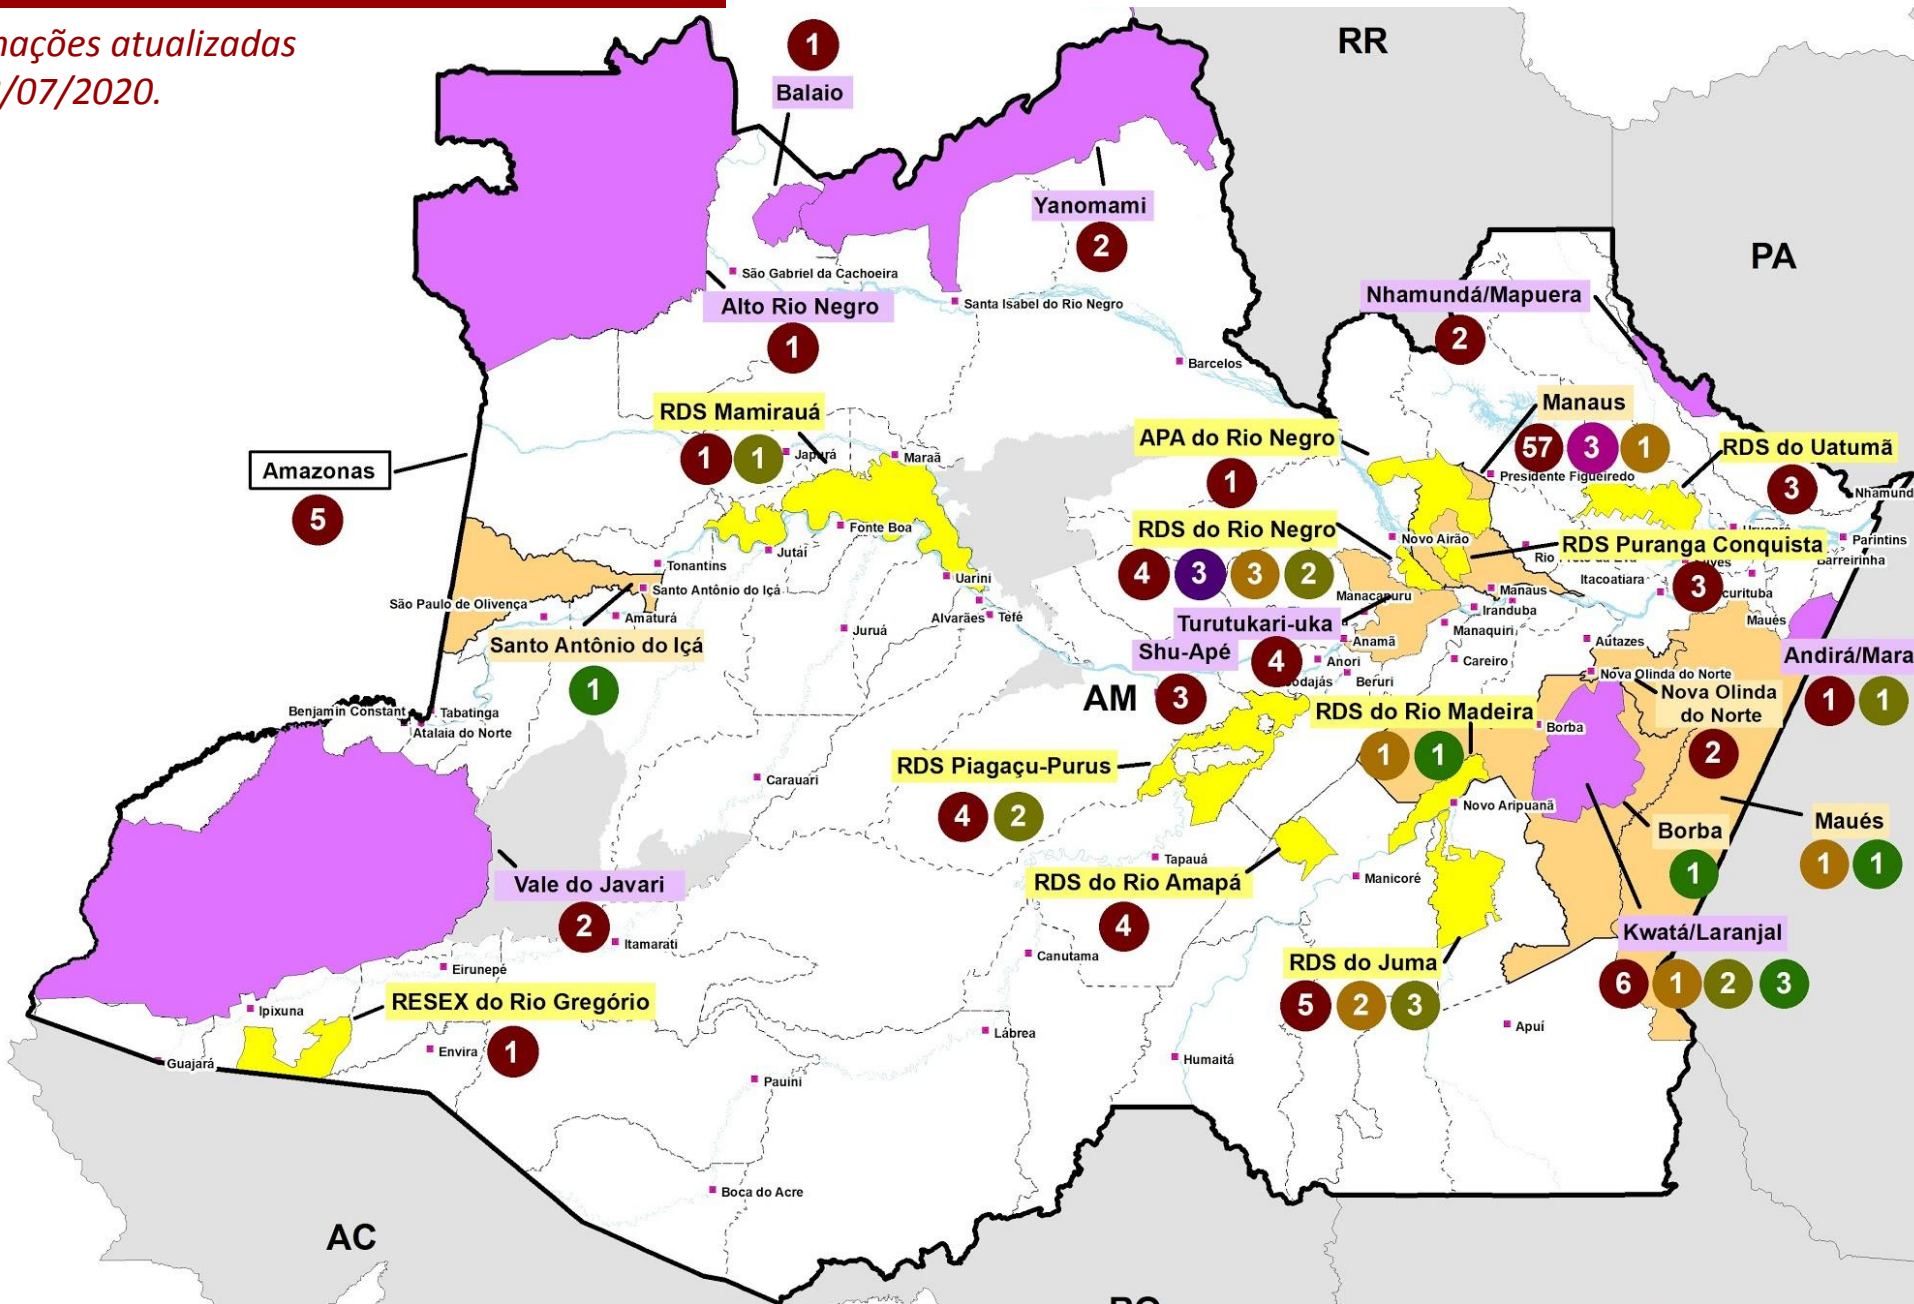 mações atualizadas
/07/2020.
RR
1
Balaio
Yanomami
2
PA
São Gabriel da Cachoeira
Alto Rio Negro
1
Santa Isabel do Rio Negro
Nhamundá/Mapuera
2
Barcelos
RDS Mamirauá
1 1
Japurá
Maraã
Manaus
57 3 1
Presidente Figueiredo
APA do Rio Negro
1
RDS do Uatumã
3
Nhamund
Amazonas
5
Fonte Boa
Jutaí
RDS do Rio Negro
4 3 3 2
Novo Airão
RDS Puranga Conquista
3
Rio
Parintins
Barreirinha
Itacoatiara
curituba
Maués
Tonantins
Santo Antônio do Içá
São Paulo de Olivença
Amaturá
Santo Antônio do Içá
1
Uarini
Alvarães
Tefé
Juruá
Manacapuru
Manaus
Iranduba
Manaquiri
Turutukari-uka
4
Shu-Apé
3
Anamã
Anori
Beruri
Careiro
Autazes
Nova Olinda do Norte
Andirá/Mara
1 1
AM
Benjamin Constant
Tabatinga
Atalaia do Norte
RDS do Rio Madeira
1 1
Borba
Nova Olinda
do Norte
2
RDS Piagaçu-Purus
4 2
Carauari
Novo Aripuanã
Borba
1
Maués
1 1
Tapauá
RDS do Rio Amapá
4
Manicoré
Vale do Javari
2
Itamarati
Kwatá/Laranjal
6 1 2 3
Canutama
RDS do Juma
5 2 3
Eirunepé
RESEX do Rio Gregório
1
Ipixuna
Envira
Guajará
Lábrea
Apuí
Humaitá
Pauini
Boca do Acre
AC